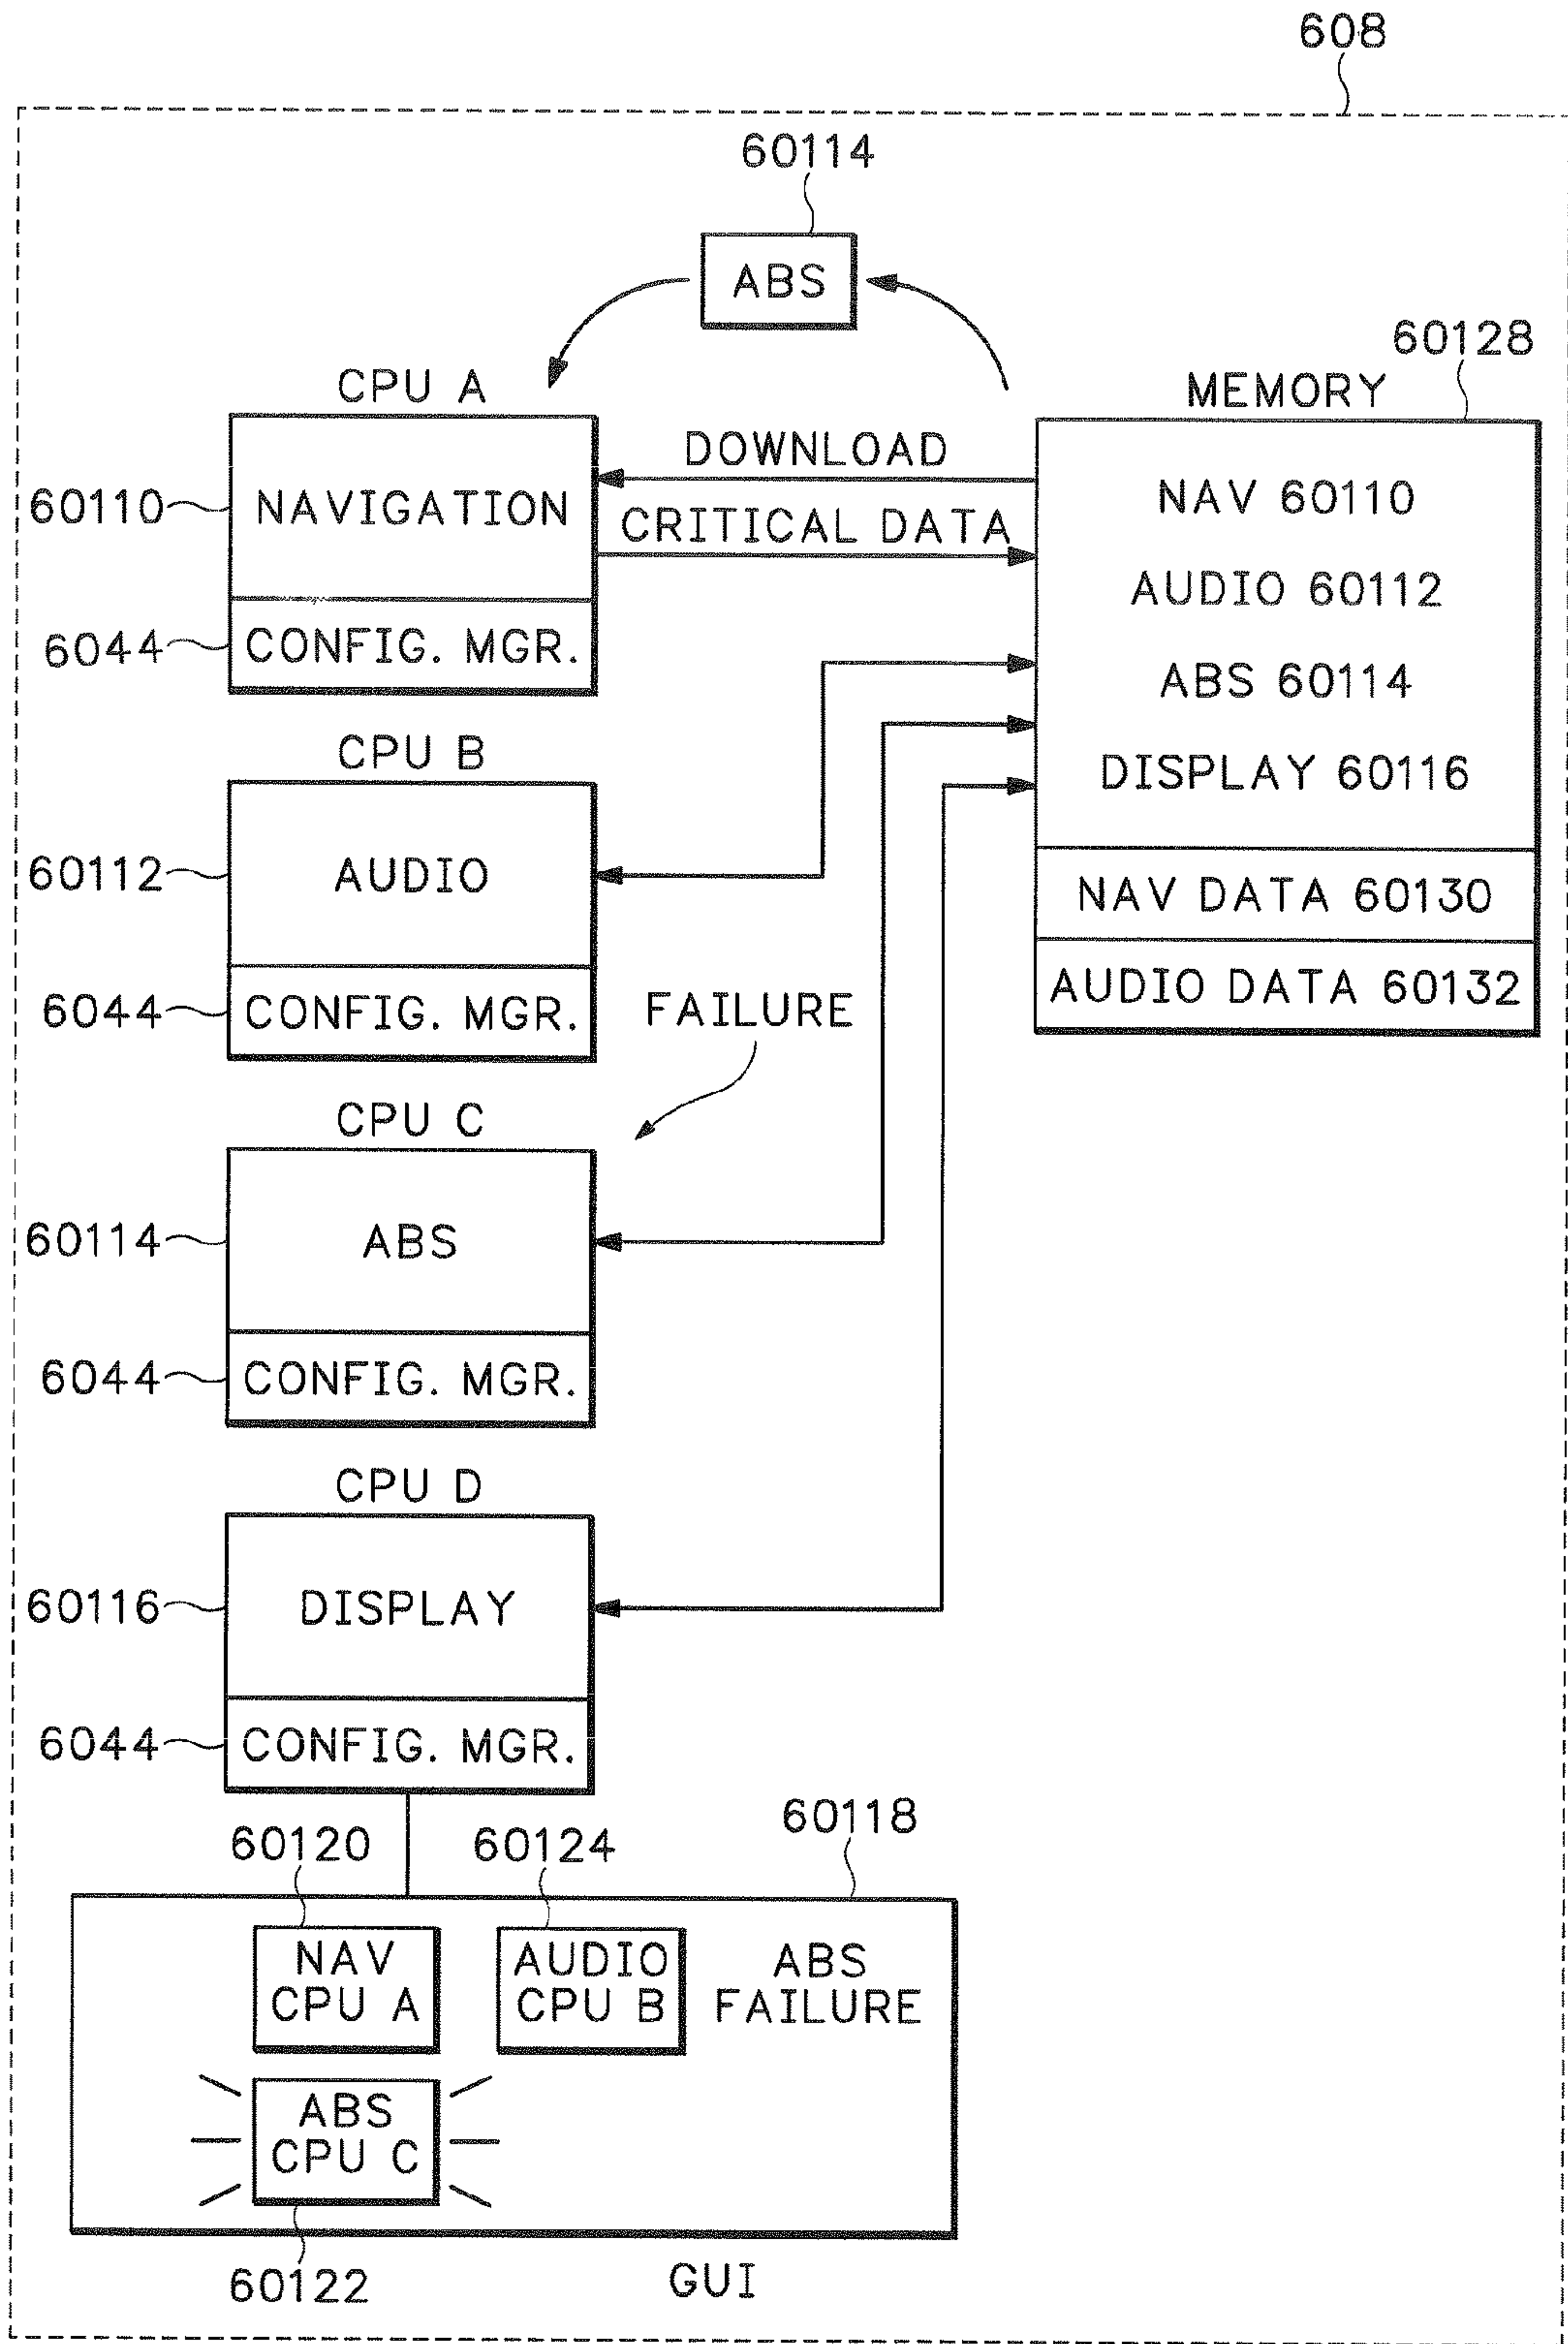 608
60114
ABS
60128
CPU A
MEMORY
DOWNLOAD
60110
NAVIGATION
NAV 60110
CRITICAL DATA
AUDIO 60112
6044
CONFIG. MGR.
ABS 60114
CPU B
DISPLAY 60116
60112
AUDIO
NAV DATA 60130
6044
CONFIG. MGR.
FAILURE
AUDIO DATA 60132
CPU C
60114
ABS
6044
CONFIG. MGR.
CPU D
60116
DISPLAY
6044
CONFIG. MGR.
60118
60120
60124
NAV
CPU A
AUDIO
CPU B
ABS
FAILURE
ABS
CPU C
60122
GUI